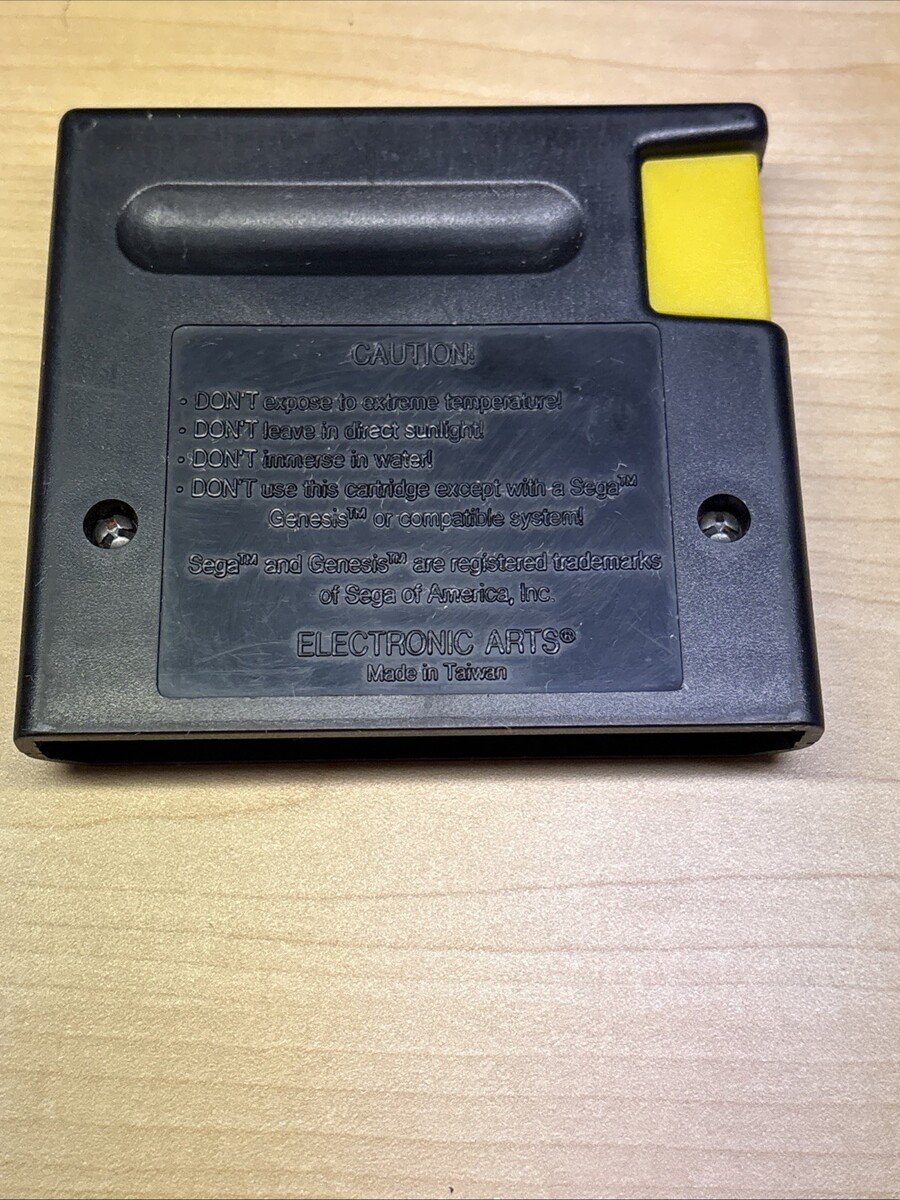 CAUTION!
· DON'T expose to extreme temperature!
· DON'T leave in direct sunlight!
· DON'T immerse in water!
· DON'T use this cartridge except with a Sega™
Genesis™ or compatible system!
Sega™ and Genesis™ are registered trademarks
of Sega of America, Inc.
ELECTRONIC ARTS®
Made in Taiwan